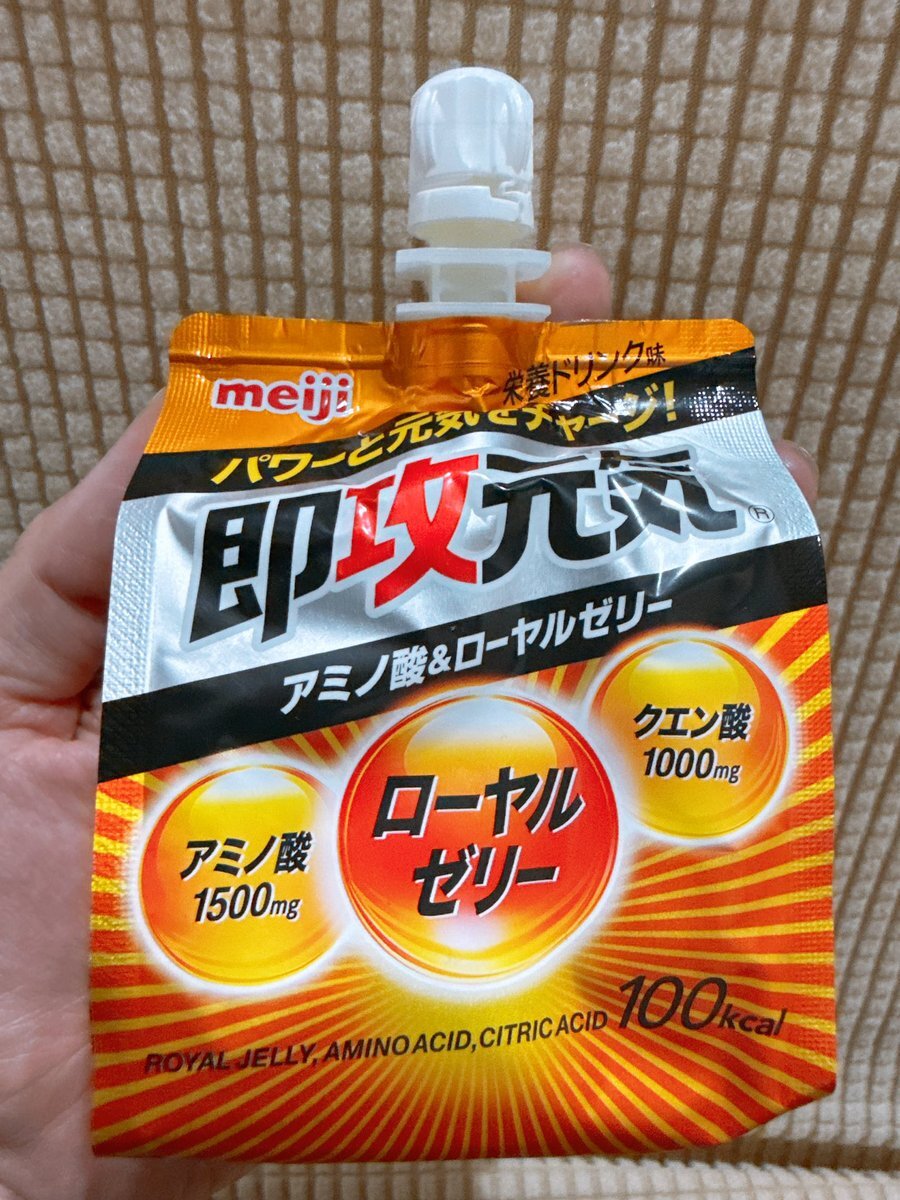 meiji
栄養ドリンク味
パワーと元気をチャージ!
即攻元気®
アミノ酸&ローヤルゼリー
クエン酸
1000mg
ローヤル
ゼリー
アミノ酸
1500mg
ROYAL JELLY, AMINO ACID, CITRIC ACID 100kcal